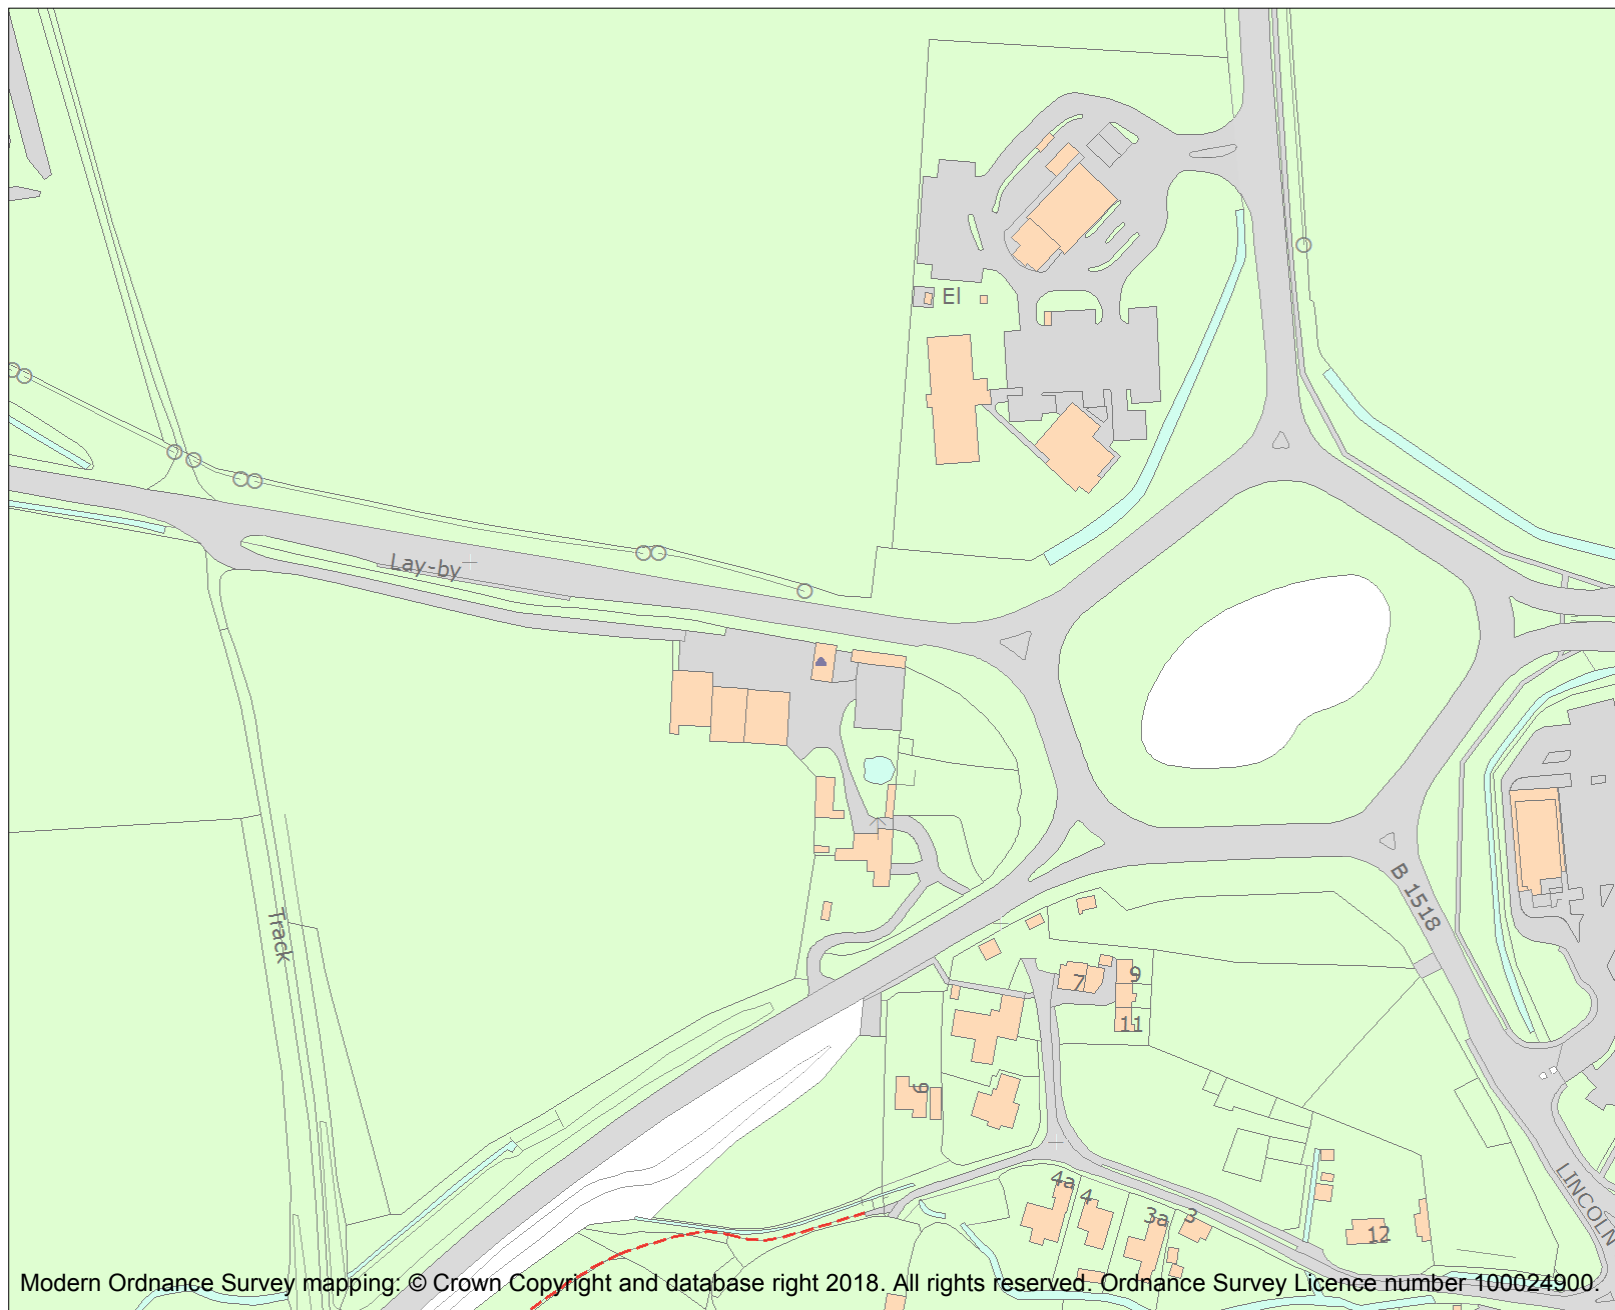 El
Lay-by
B 1518
Track
7
9
11
6
4a
4
3a
3
12
LINCOLN
Modern Ordnance Survey mapping: © Crown Copyright and database right 2018. All rights reserved. Ordnance Survey Licence number 100024900.